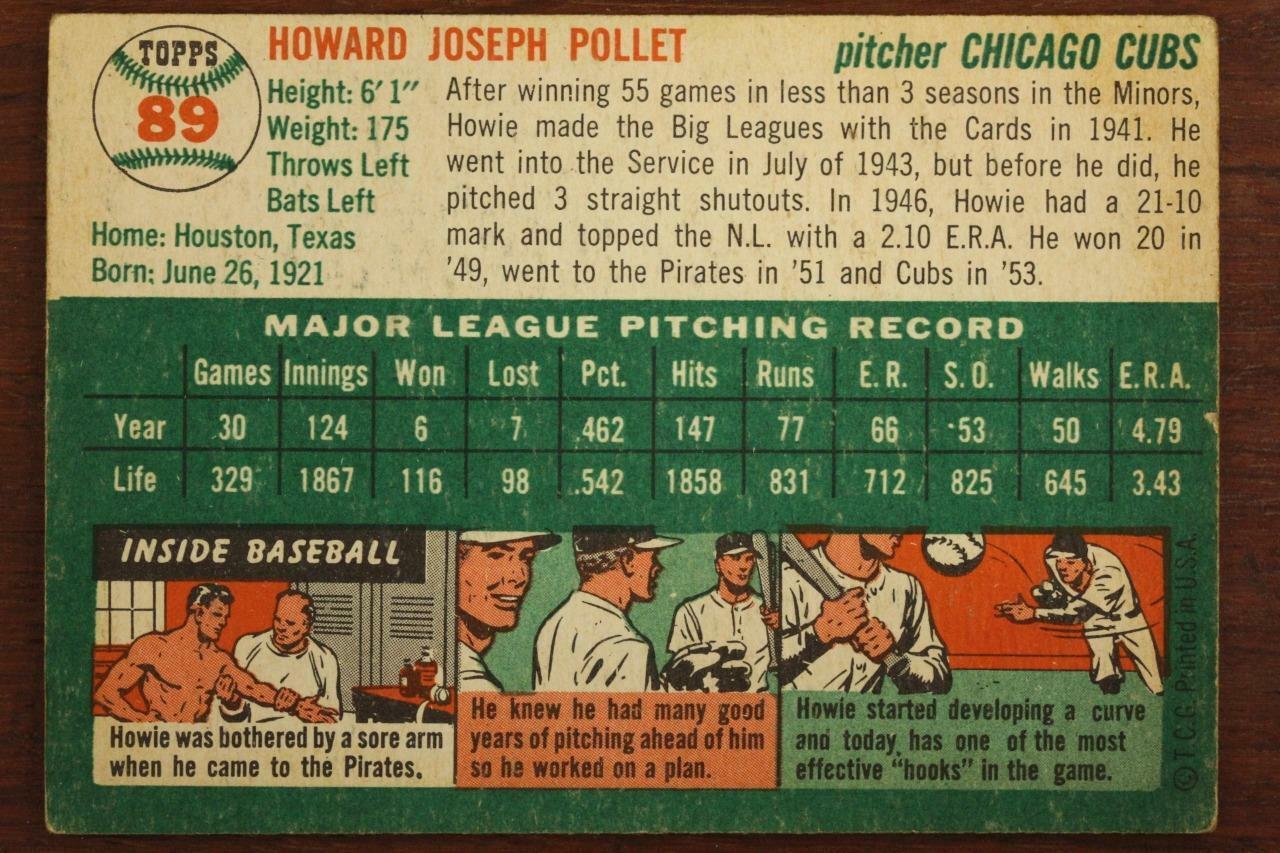 TOPPS
89
HOWARD JOSEPH POLLET
pitcher CHICAGO CUBS
Height: 6' 1"
Weight: 175
Throws Left
Bats Left
Home: Houston, Texas
Born: June 26, 1921
After winning 55 games in less than 3 seasons in the Minors,
Howie made the Big Leagues with the Cards in 1941. He
went into the Service in July of 1943, but before he did, he
pitched 3 straight shutouts. In 1946, Howie had a 21-10
mark and topped the N.L. with a 2.10 E.R.A. He won 20 in
'49, went to the Pirates in '51 and Cubs in '53.
MAJOR LEAGUE PITCHING RECORD
Games Innings Won Lost Pct. Hits Runs E.R. S.O. Walks E.R.A.
Year 30 124 6 7 .462 147 77 66 53 50 4.79
Life 329 1867 116 98 .542 1858 831 712 825 645 3.43
INSIDE BASEBALL
Howie was bothered by a sore arm
when he came to the Pirates.
He knew he had many good
years of pitching ahead of him
so he worked on a plan.
Howie started developing a curve
and today has one of the most
effective "hooks" in the game.
© T.C.G. Printed in U.S.A.